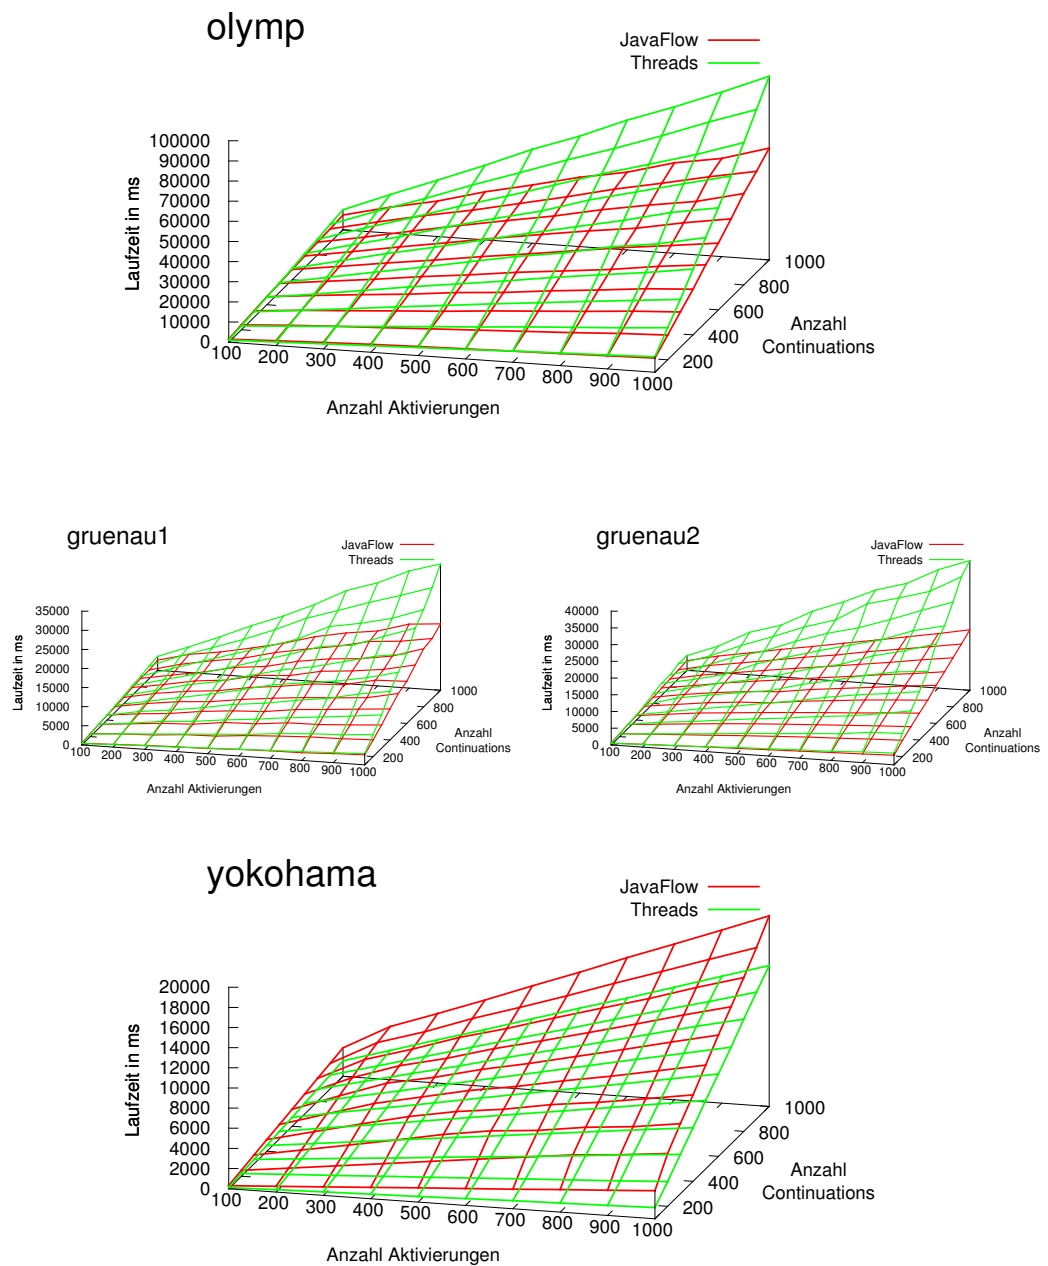 olymp
JavaFlow
Threads
100000
90000
80000
70000
60000
50000
40000
30000
20000
10000
0
Laufzeit in ms
100 200 300 400 500 600 700 800 900 1000
Anzahl Aktivierungen
200 400 600 800 1000
Anzahl
Continuations
gruenau1
JavaFlow
Threads
35000
30000
25000
20000
15000
10000
5000
0
Laufzeit in ms
100 200 300 400 500 600 700 800 900 1000
Anzahl Aktivierungen
200 400 600 800 1000
Anzahl
Continuations
gruenau2
JavaFlow
Threads
40000
35000
30000
25000
20000
15000
10000
5000
0
Laufzeit in ms
100 200 300 400 500 600 700 800 900 1000
Anzahl Aktivierungen
200 400 600 800 1000
Anzahl
Continuations
yokohama
JavaFlow
Threads
20000
18000
16000
14000
12000
10000
8000
6000
4000
2000
0
Laufzeit in ms
100 200 300 400 500 600 700 800 900 1000
Anzahl Aktivierungen
200 400 600 800 1000
Anzahl
Continuations